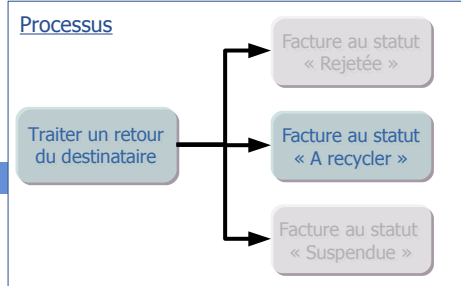 Processus
Facture au statut
« Rejetée »
Traiter un retour
du destinataire
Facture au statut
« A recycler »
Facture au statut
« Suspendue »